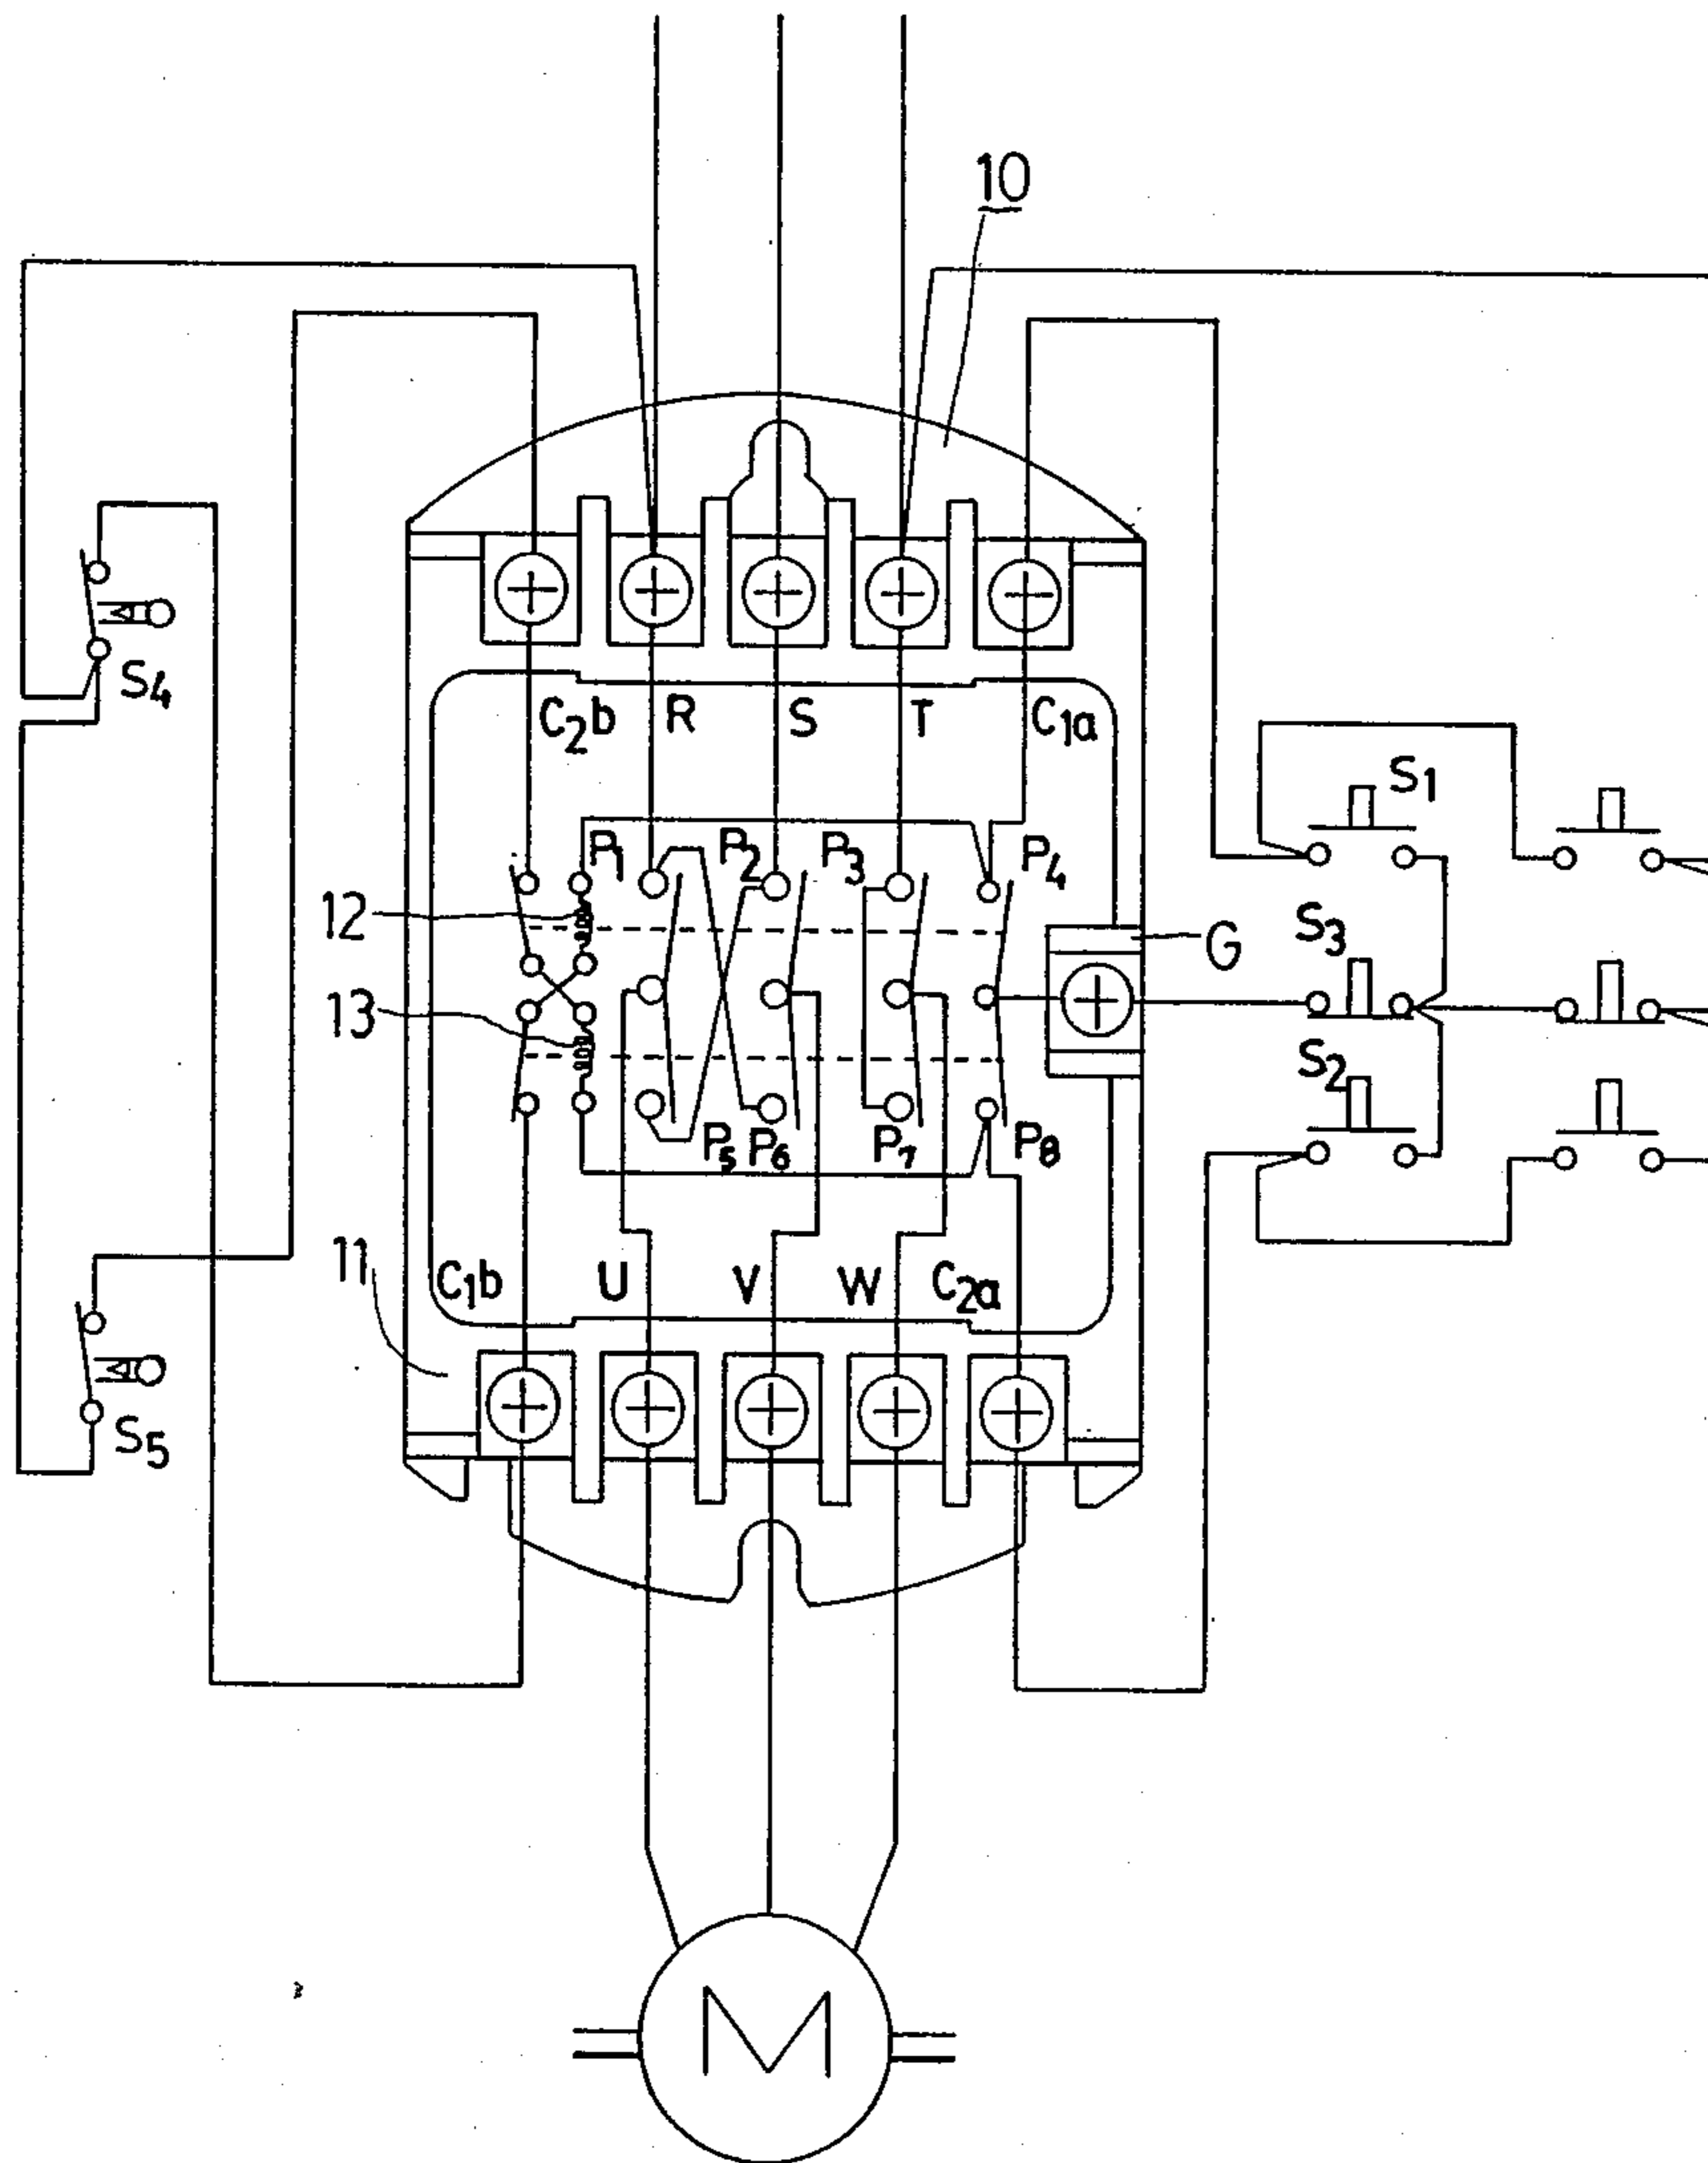 10
S4
C2b R S T C1a
S1
P1 P2 P3 P4
12
S3 G
13
S2
P5 P6 P7 P8
11 C1b U V W C2a
S5
M